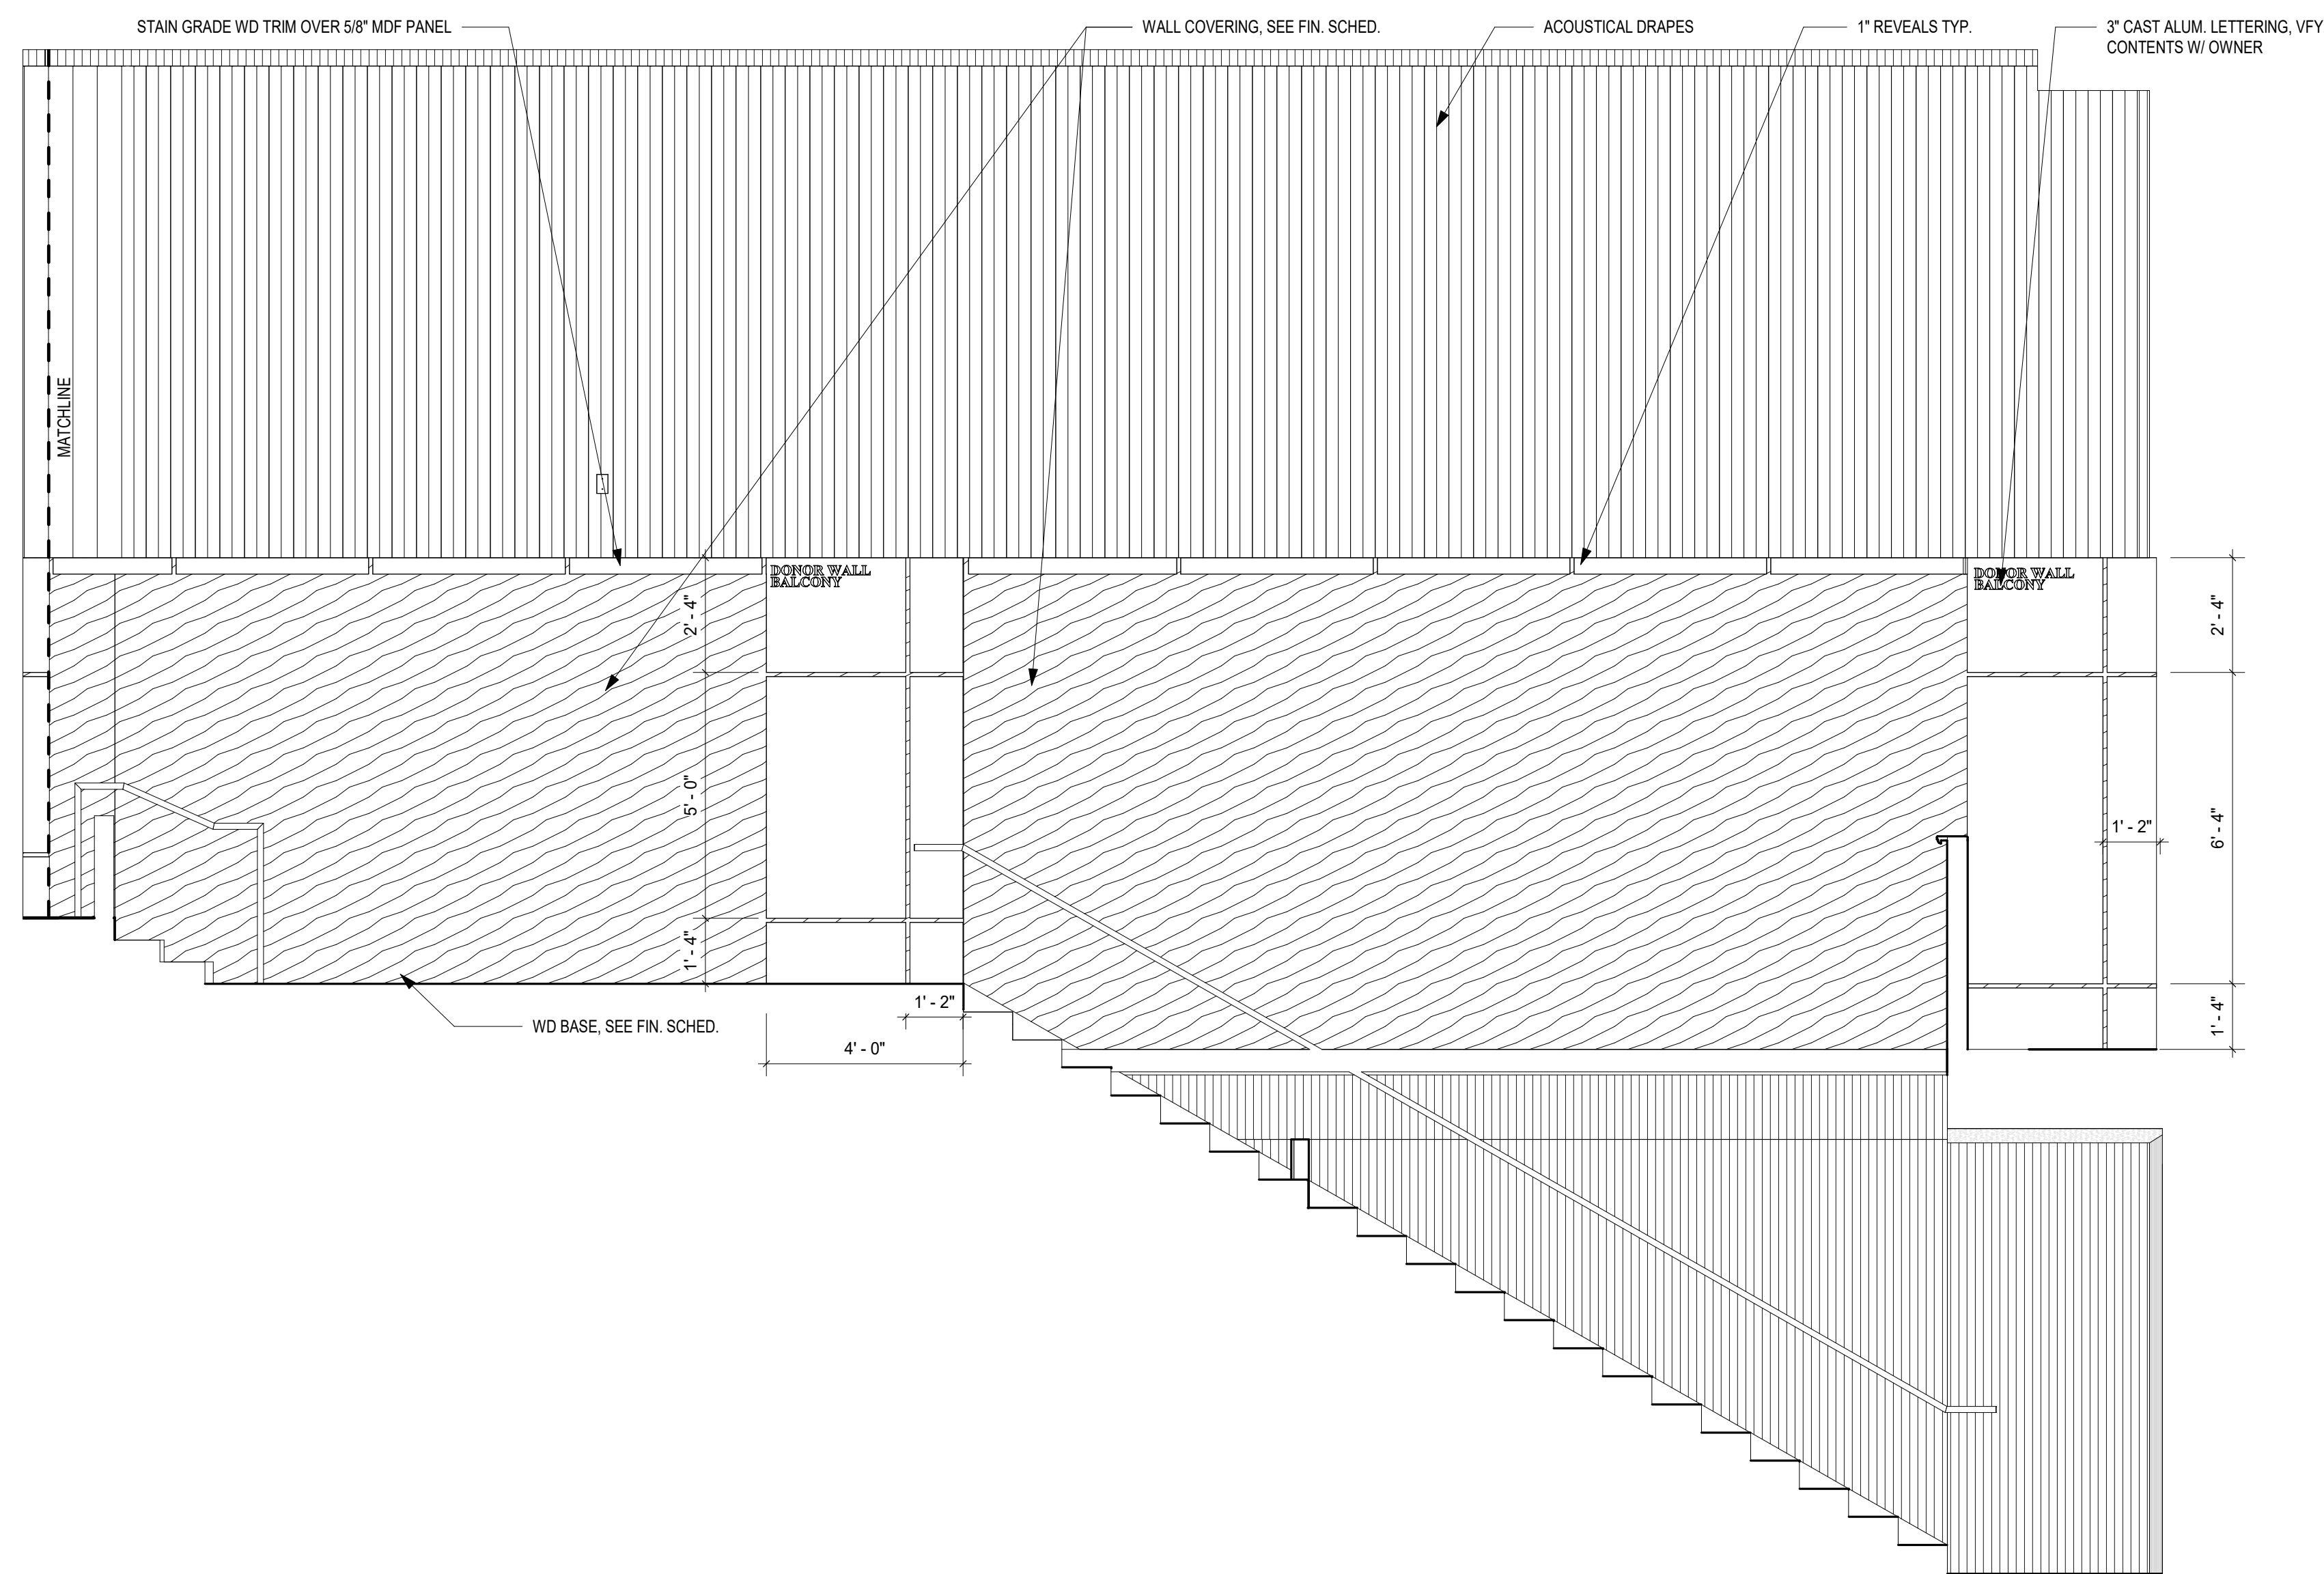 STAIN GRADE WD TRIM OVER 5/8" MDF PANEL
WALL COVERING, SEE FIN. SCHED.
ACOUSTICAL DRAPES
1" REVEALS TYP.
3" CAST ALUM. LETTERING, VFY
CONTENTS W/ OWNER
MATCHLINE
DONOR WALL
BALCONY
DONOR WALL
BALCONY
2' - 4"
2' - 4"
5' - 0"
6' - 4"
1' - 2"
1' - 4"
1' - 2"
1' - 4"
WD BASE, SEE FIN. SCHED.
4' - 0"